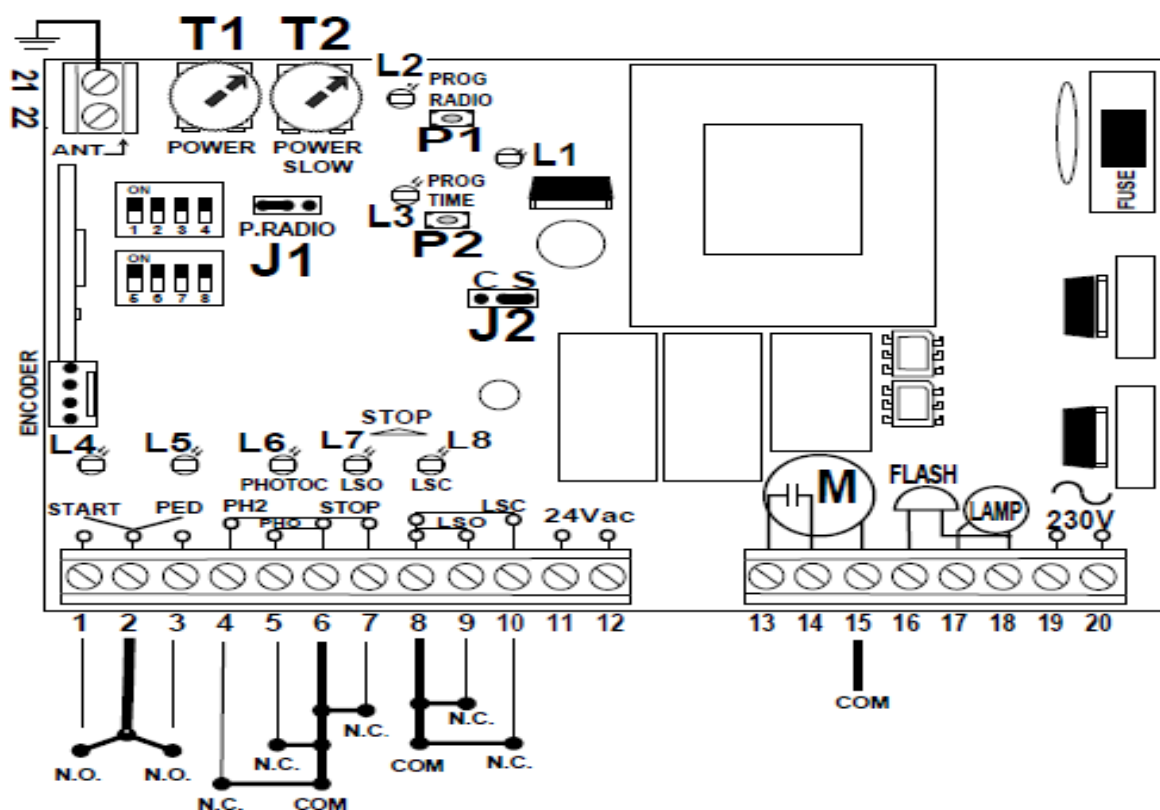 T1 T2
L2 PROG
RADIO
P1
21
22
ANT
POWER
POWER
SLOW
L1
FUSE
PROG
TIME
L3
P2
ON
1 2 3 4
P.RADIO
J1
ON
5 6 7 8
C S
J2
ENCODER
STOP
L4 L5 L6 L7 L8
PHOTOC LSO LSC
START PED PH2 PHO STOP LSC LSO 24Vac
M FLASH LAMP 230V
1 2 3 4 5 6 7 8 9 10 11 12 13 14 15 16 17 18 19 20
COM
N.C. N.C.
N.O. N.O. N.C. COM N.C.
N.C. COM